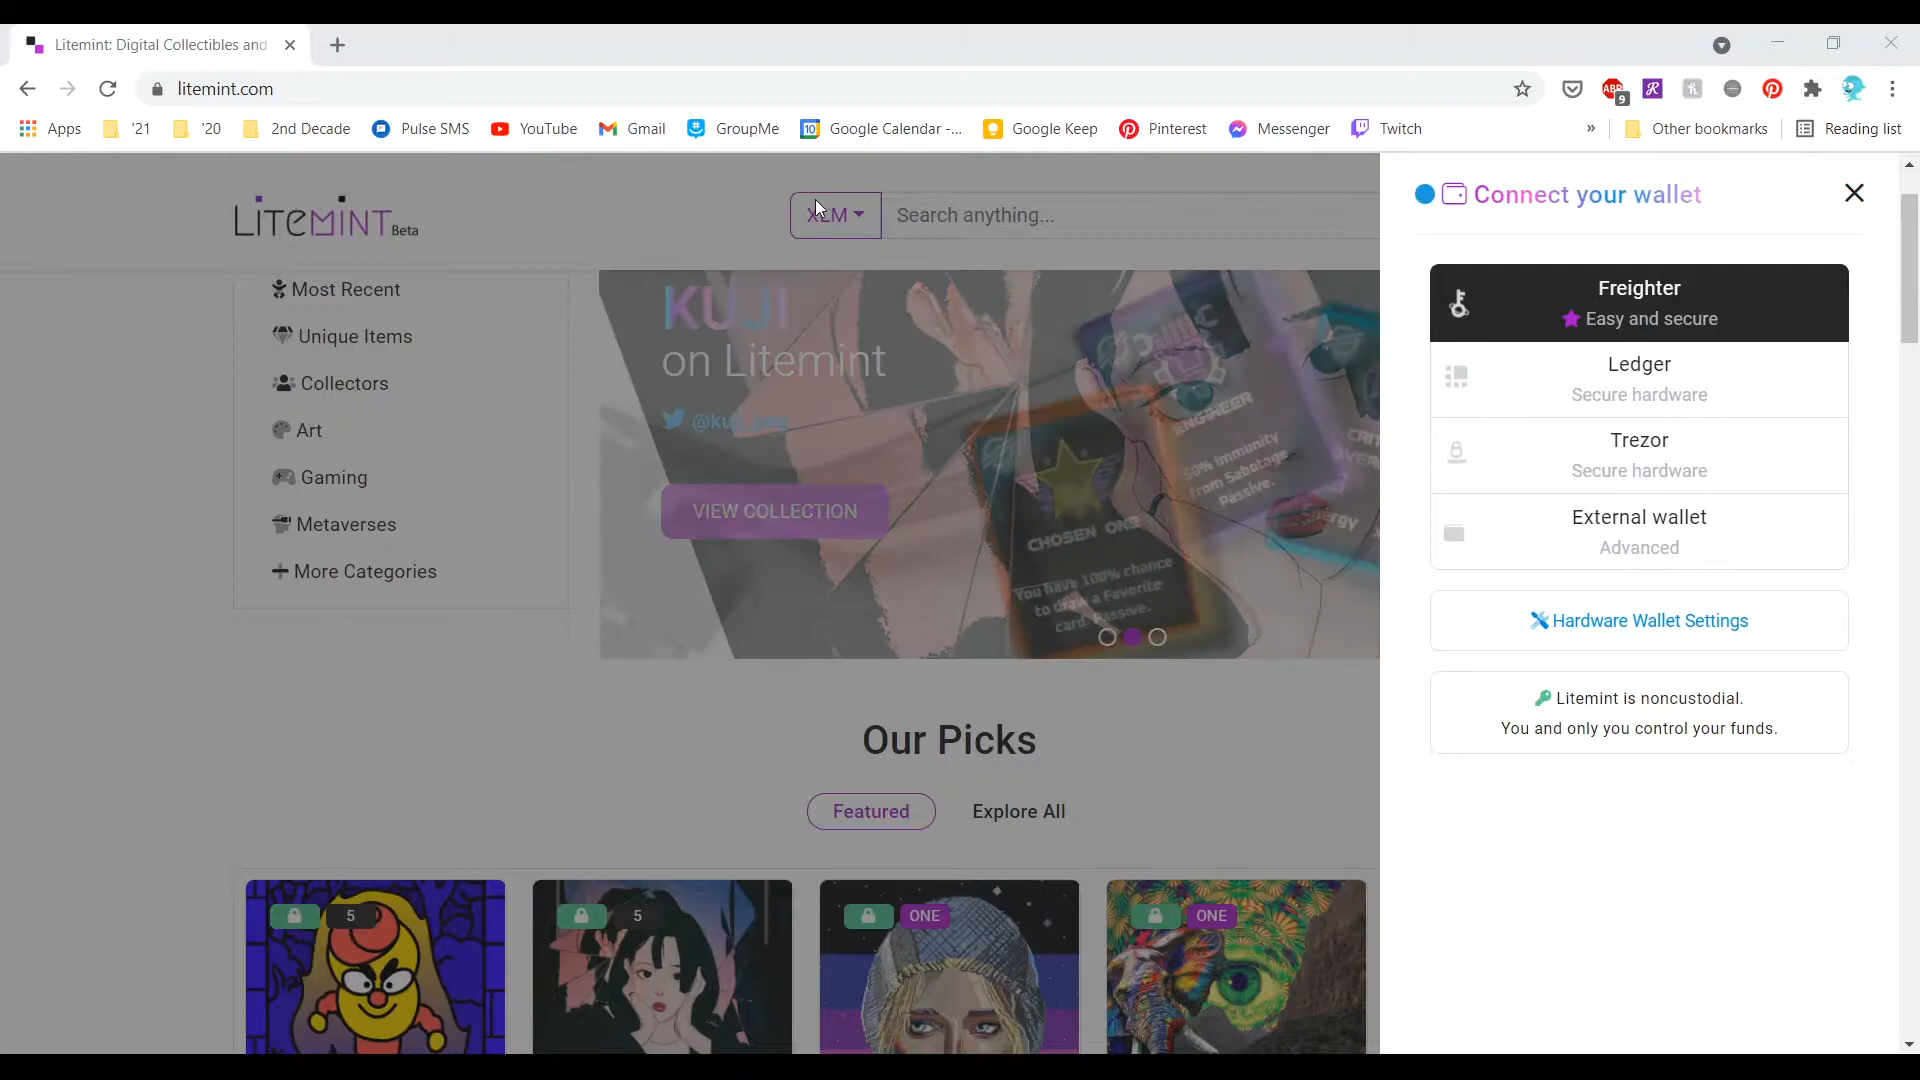 Litemint: Digital Collectibles and
litemint.com
ABP
9
Apps
'21
'20
2nd Decade
Pulse SMS
YouTube
Gmail
GroupMe
10
Google Calendar -...
Google Keep
Pinterest
Messenger
Twitch
»
Other bookmarks
Reading list
LiTEMiNT Beta
XLM
Search anything...
Most Recent
Unique Items
Collectors
Art
Gaming
Metaverses
More Categories
KUJI
on Litemint
VIEW COLLECTION
ENGINEER
50% immunity
from Sabotage
Passive.
CHOSEN ONE
You have 100% chance
to draw a Favorite
card. Passive.
Our Picks
Featured
Explore All
5
5
ONE
ONE
Connect your wallet
Freighter
Easy and secure
Ledger
Secure hardware
Trezor
Secure hardware
External wallet
Advanced
Hardware Wallet Settings
Litemint is noncustodial.
You and only you control your funds.